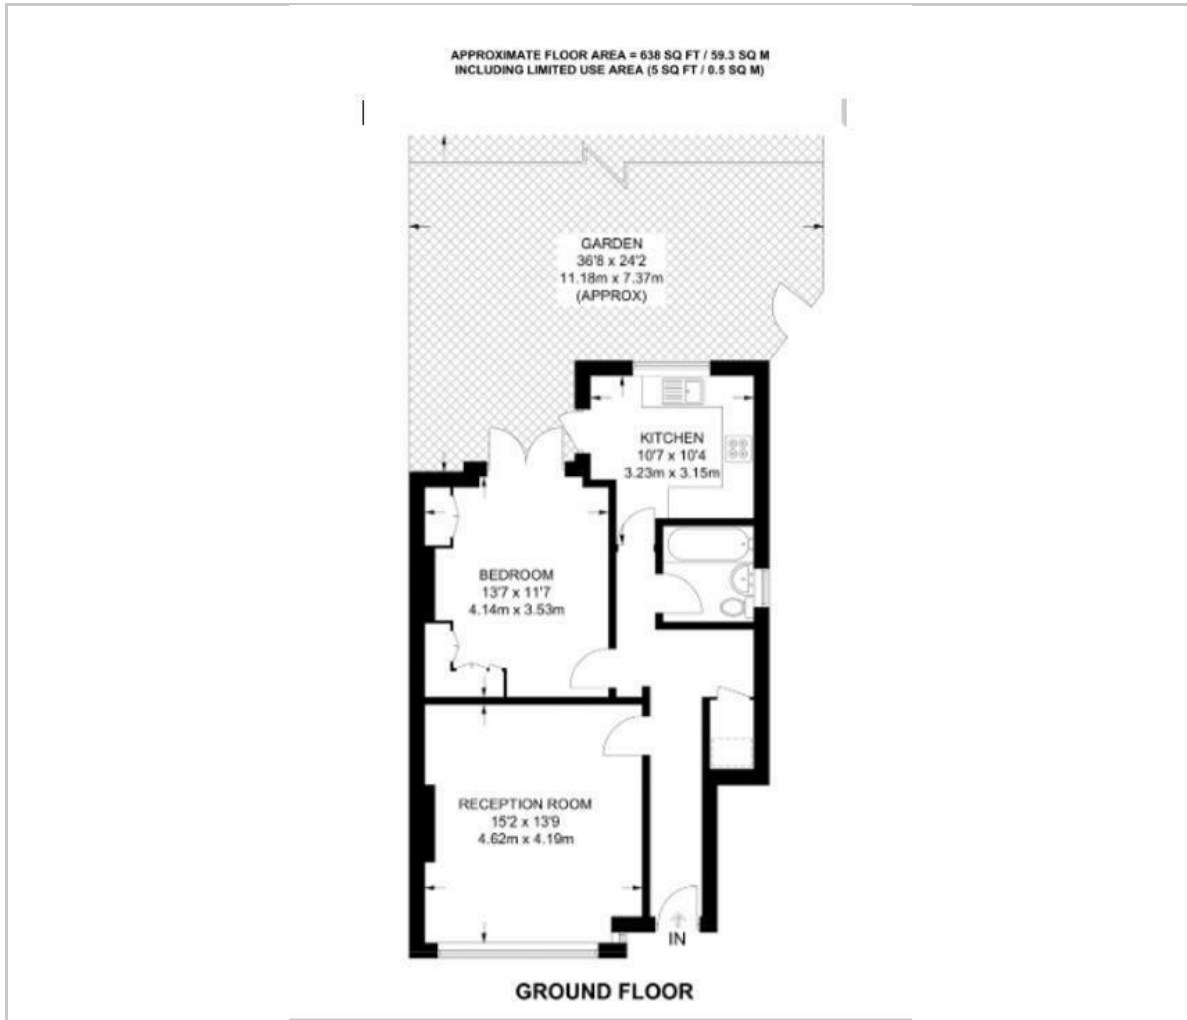 APPROXIMATE FLOOR AREA = 638 SQ FT / 59.3 SQ M
INCLUDING LIMITED USE AREA (5 SQ FT / 0.5 SQ M)
GARDEN
36'8 x 24'2
11.18m x 7.37m
(APPROX)
KITCHEN
10'7 x 10'4
3.23m x 3.15m
BEDROOM
13'7 x 11'7
4.14m x 3.53m
RECEPTION ROOM
15'2 x 13'9
4.62m x 4.19m
IN
GROUND FLOOR